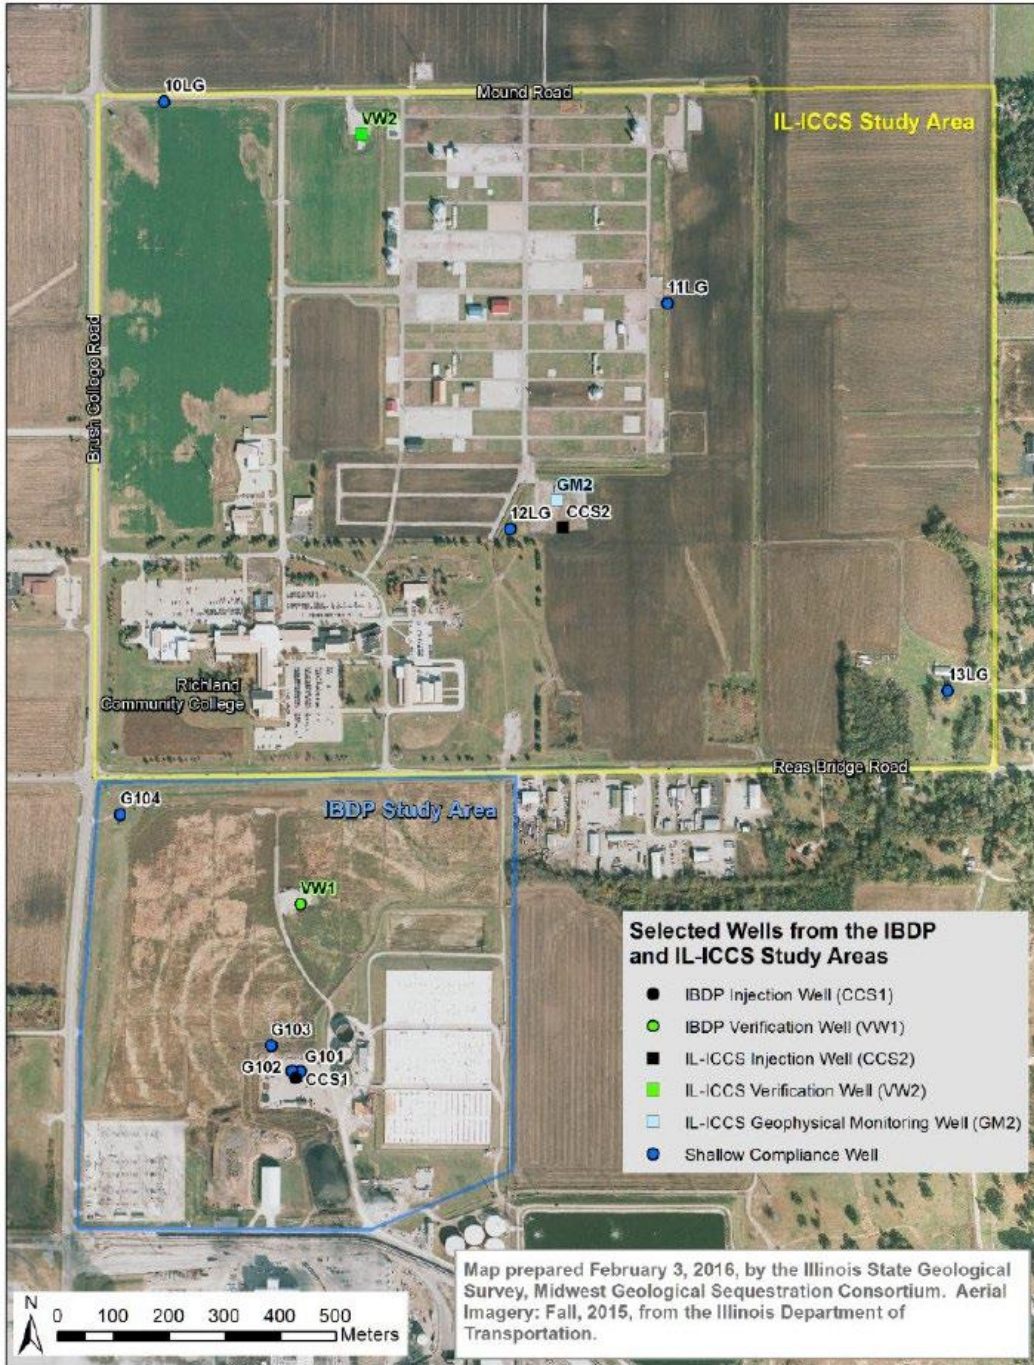 10LG
Mound Road
VW2
IL-ICCS Study Area
11LG
Brush College Road
GM2
12LG
CCS2
13LG
Richland
Community College
Reas Bridge Road
G104
IBDP Study Area
VW1
G103
G101
G102
CCS1
Selected Wells from the IBDP
and IL-ICCS Study Areas
IBDP Injection Well (CCS1)
IBDP Verification Well (VW1)
IL-ICCS Injection Well (CCS2)
IL-ICCS Verification Well (VW2)
IL-ICCS Geophysical Monitoring Well (GM2)
Shallow Compliance Well
Map prepared February 3, 2016, by the Illinois State Geological
Survey, Midwest Geological Sequestration Consortium. Aerial
Imagery: Fall, 2015, from the Illinois Department of
Transportation.
N
0 100 200 300 400 500
Meters